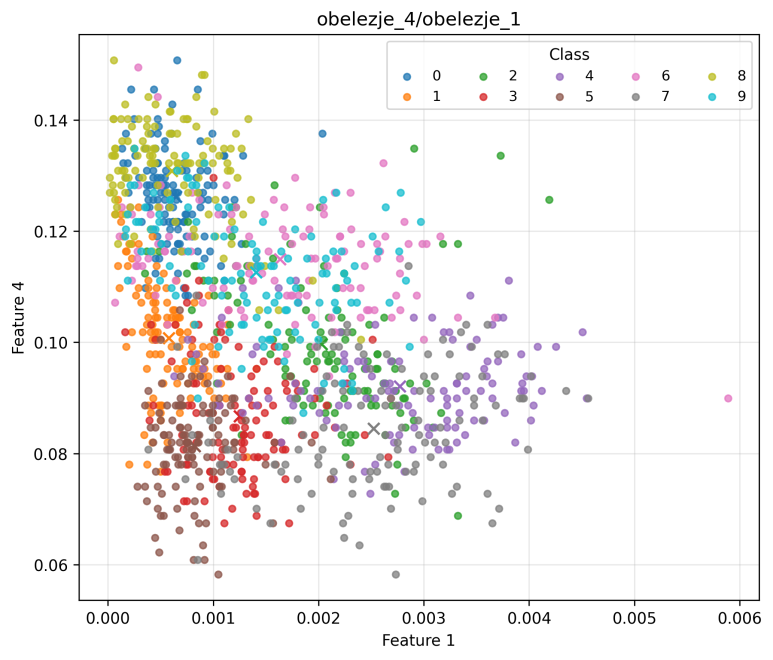 obelezje_4/obelezje_1
Class
0 2 4 6 8
1 3 5 7 9
Feature 4
0.14
0.12
0.10
0.08
0.06
0.000 0.001 0.002 0.003 0.004 0.005 0.006
Feature 1